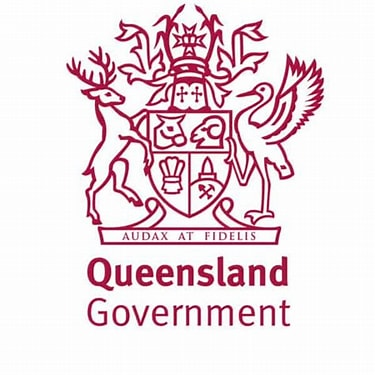 AUDAX AT FIDELIS
Queensland
Government